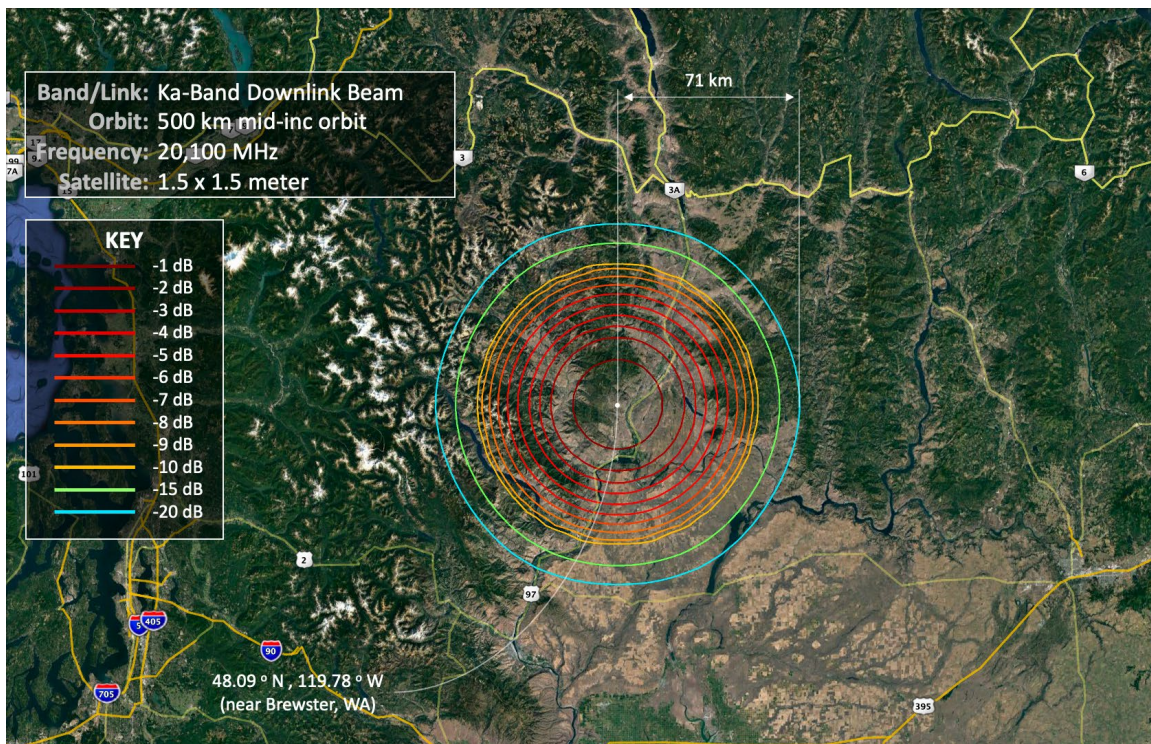 71 km
Band/Link: Ka-Band Downlink Beam
Orbit: 500 km mid-inc orbit
Frequency: 20,100 MHz
Satellite: 1.5 x 1.5 meter
17
99
7A
15
3
3A
6
KEY
-1 dB
-2 dB
-3 dB
-4 dB
-5 dB
-6 dB
-7 dB
-8 dB
-9 dB
-10 dB
-15 dB
-20 dB
101
2
97
5
405
90
48.09 º N , 119.78 º W
(near Brewster, WA)
705
395